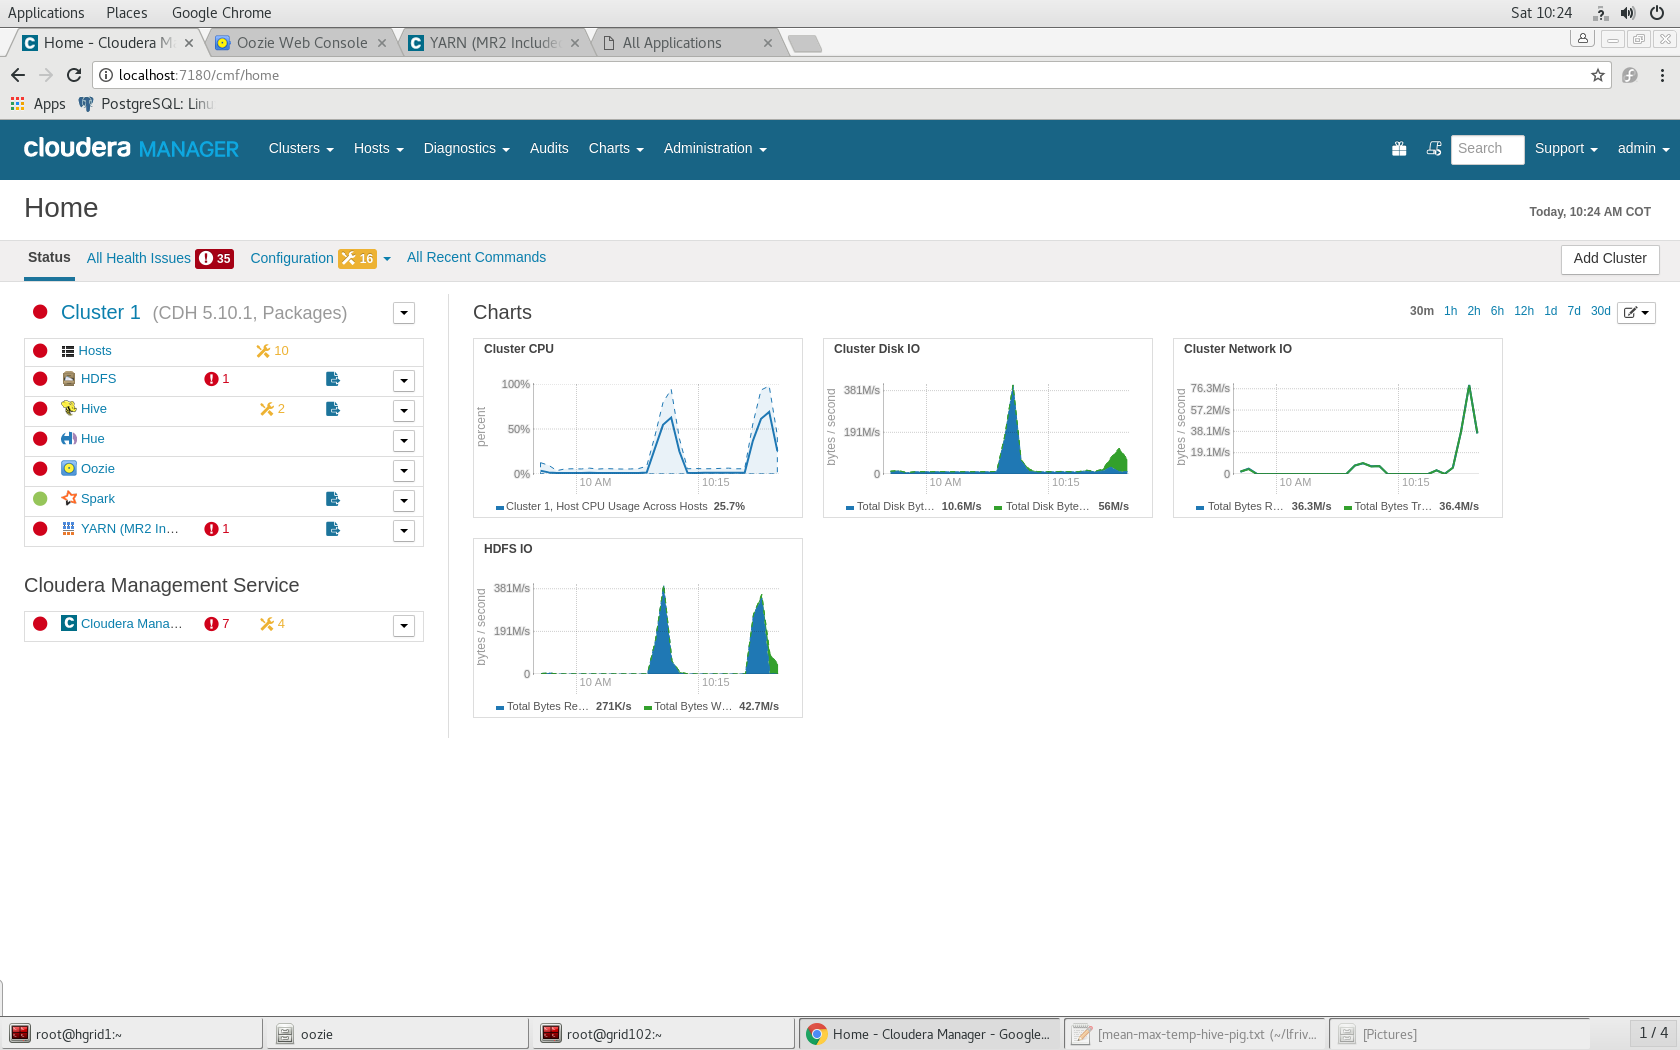 Applications Places Google Chrome Sat 10:24
Home - Cloudera M Oozie Web Console YARN (MR2 Include All Applications
localhost:7180/cmf/home
Apps PostgreSQL: Linu
cloudera MANAGER Clusters Hosts Diagnostics Audits Charts Administration Search Support admin
Home
Today, 10:24 AM COT
Status All Health Issues 35 Configuration 16 All Recent Commands Add Cluster
Cluster 1 (CDH 5.10.1, Packages)
Hosts 10
HDFS 1
Hive 2
Hue
Oozie
Spark
YARN (MR2 In... 1
Cloudera Management Service
Cloudera Mana... 7 4
Charts
30m 1h 2h 6h 12h 1d 7d 30d
Cluster CPU
percent
100%
50%
0%
10 AM 10:15
Cluster 1, Host CPU Usage Across Hosts 25.7%
Cluster Disk IO
bytes / second
381M/s
191M/s
0
10 AM 10:15
Total Disk Byt... 10.6M/s Total Disk Byte... 56M/s
Cluster Network IO
bytes / second
76.3M/s
57.2M/s
38.1M/s
19.1M/s
0
10 AM 10:15
Total Bytes R... 36.3M/s Total Bytes Tr... 36.4M/s
HDFS IO
bytes / second
381M/s
191M/s
0
10 AM 10:15
Total Bytes Re... 271K/s Total Bytes W... 42.7M/s
root@hgrid1:~ oozie root@grid102:~ Home - Cloudera Manager - Google... [mean-max-temp-hive-pig.txt (~/lfriv... [Pictures] 1 / 4